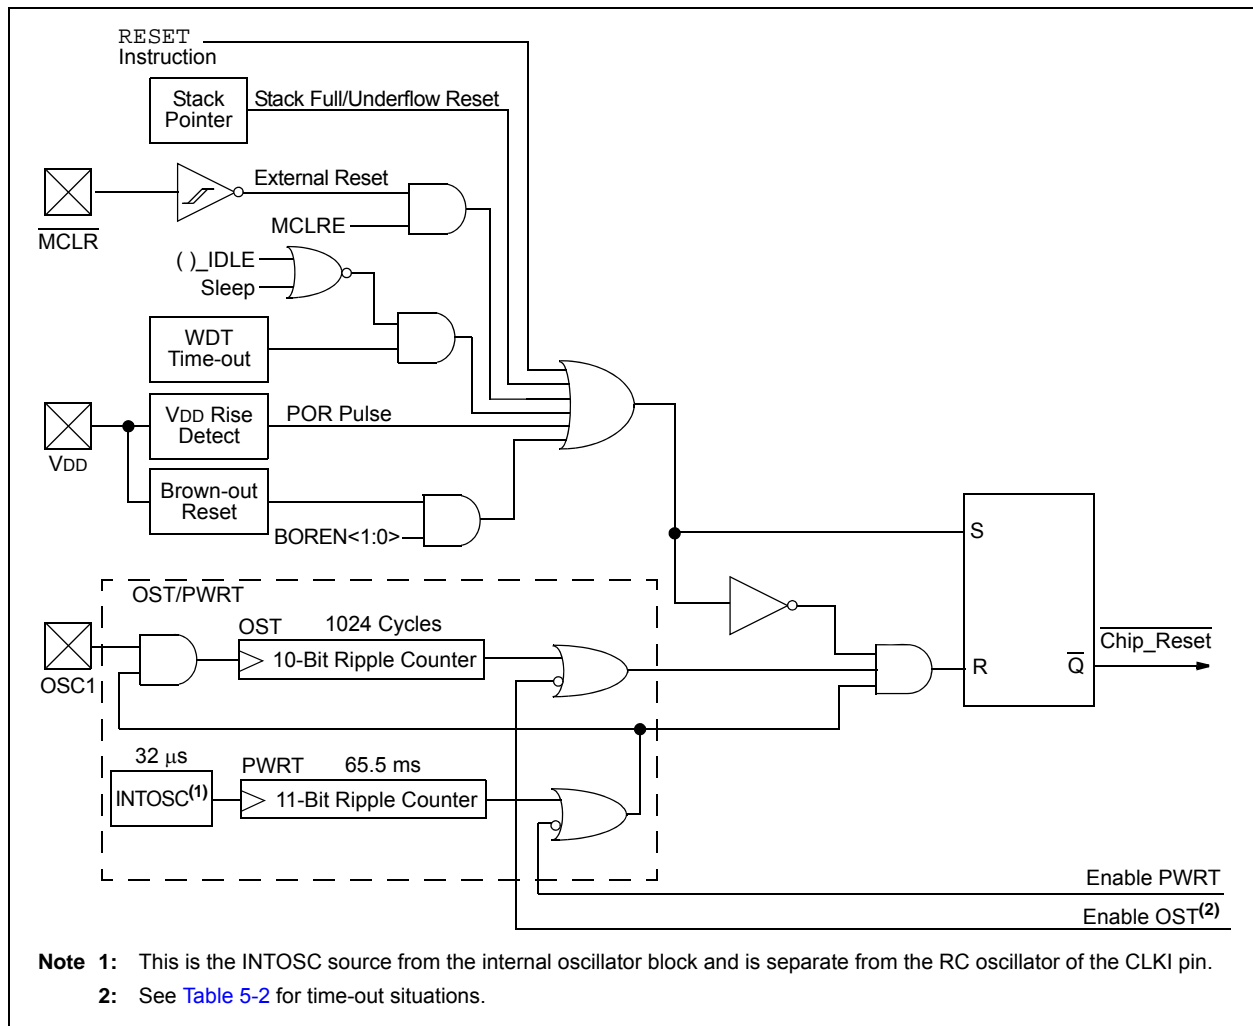 RESET
Instruction
Stack
Pointer
Stack Full/Underflow Reset
External Reset
MCLR
MCLRE
( )_IDLE
Sleep
WDT
Time-out
VDD Rise
Detect
POR Pulse
VDD
Brown-out
Reset
BOREN<1:0>
S
OST/PWRT
OST
1024 Cycles
10-Bit Ripple Counter
OSC1
Chip_Reset
R
Q
32 μs
PWRT
65.5 ms
INTOSC(1)
11-Bit Ripple Counter
Enable PWRT
Enable OST(2)
Note 1: This is the INTOSC source from the internal oscillator block and is separate from the RC oscillator of the CLKI pin.
2: See Table 5-2 for time-out situations.